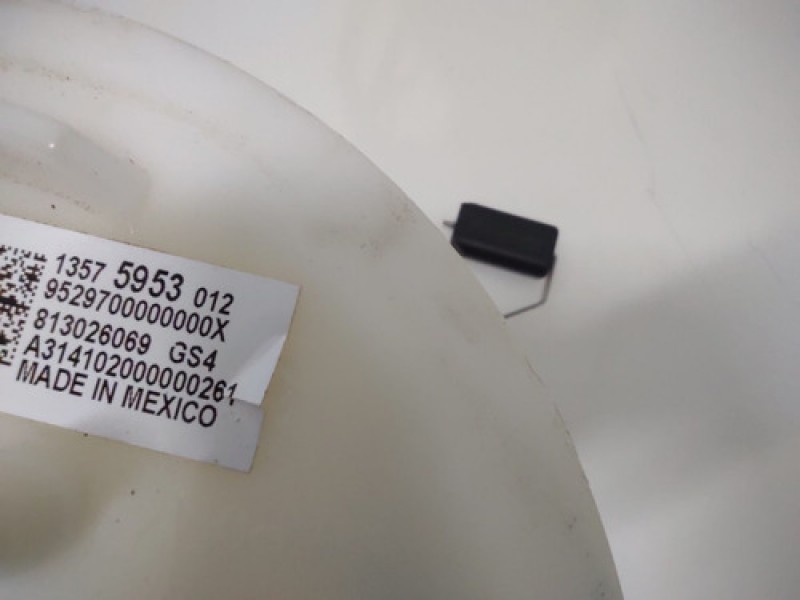 1357 5953 012
9529700000000X
813026069 GS4
A314102000000261
MADE IN MEXICO